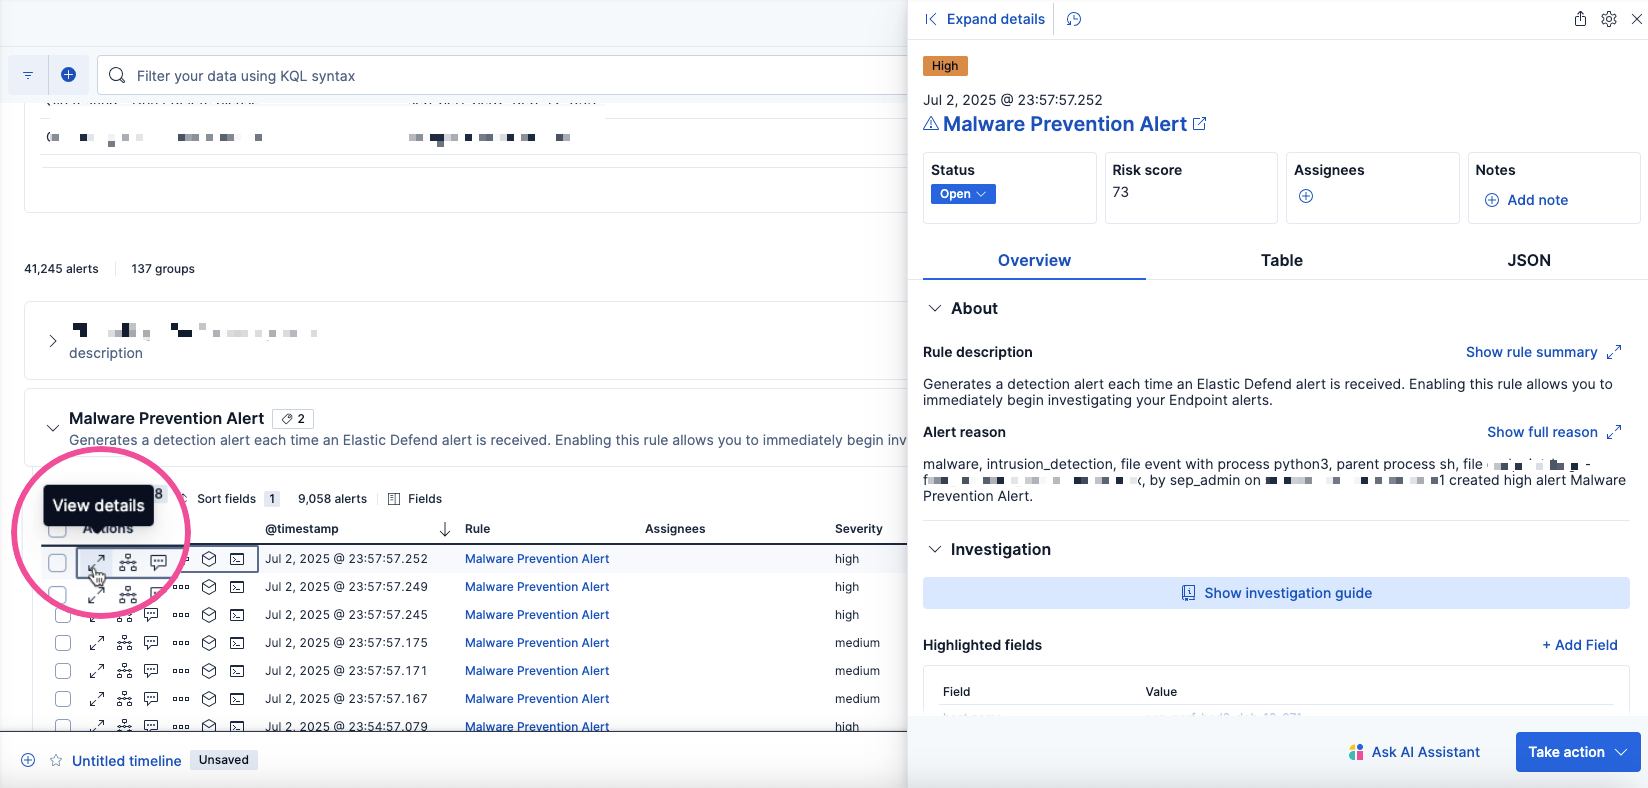 Filter your data using KQL syntax
41,245 alerts 137 groups
description
Malware Prevention Alert 2
Generates a detection alert each time an Elastic Defend alert is received. Enabling this rule allows you to immediately begin inv
View details
8 Sort fields 1 9,058 alerts Fields
Actions @timestamp Rule Assignees Severity
Jul 2, 2025 @ 23:57:57.252 Malware Prevention Alert high
Jul 2, 2025 @ 23:57:57.249 Malware Prevention Alert high
Jul 2, 2025 @ 23:57:57.245 Malware Prevention Alert high
Jul 2, 2025 @ 23:57:57.175 Malware Prevention Alert medium
Jul 2, 2025 @ 23:57:57.171 Malware Prevention Alert medium
Jul 2, 2025 @ 23:57:57.167 Malware Prevention Alert medium
Jul 2, 2025 @ 23:54:57.079 Malware Prevention Alert high
Untitled timeline Unsaved
Expand details
High
Jul 2, 2025 @ 23:57:57.252
Malware Prevention Alert
Status Risk score Assignees Notes
Open 73 Add note
Overview Table JSON
About
Rule description Show rule summary
Generates a detection alert each time an Elastic Defend alert is received. Enabling this rule allows you to
immediately begin investigating your Endpoint alerts.
Alert reason Show full reason
malware, intrusion_detection, file event with process python3, parent process sh, file
, by sep_admin on 1 created high alert Malware
Prevention Alert.
Investigation
Show investigation guide
Highlighted fields + Add Field
Field Value
Ask AI Assistant Take action